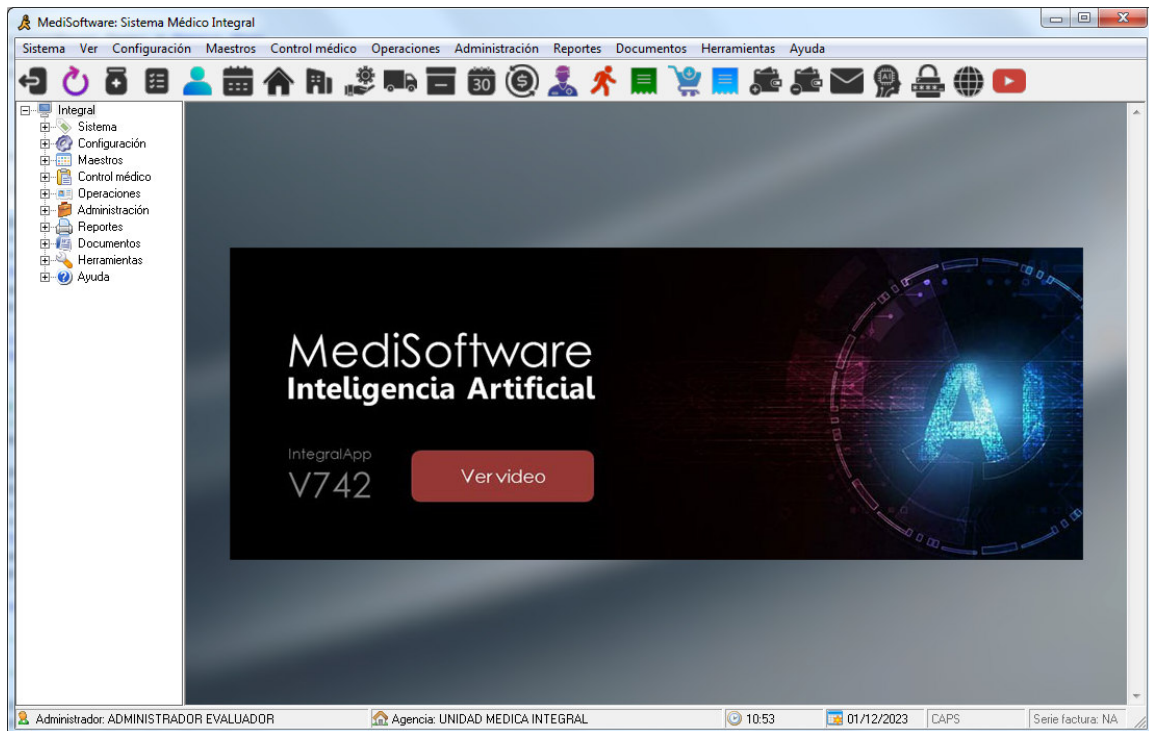 MediSoftware: Sistema Médico Integral
Sistema Ver Configuración Maestros Control médico Operaciones Administración Reportes Documentos Herramientas Ayuda
30
AI
Integral
Sistema
Configuración
Maestros
Control médico
Operaciones
Administración
Reportes
Documentos
Herramientas
Ayuda
MediSoftware
Inteligencia Artificial
IntegralApp
V742
Ver video
AI
Administrador: ADMINISTRADOR EVALUADOR Agencia: UNIDAD MEDICA INTEGRAL 10:53 01/12/2023 CAPS Serie factura: NA